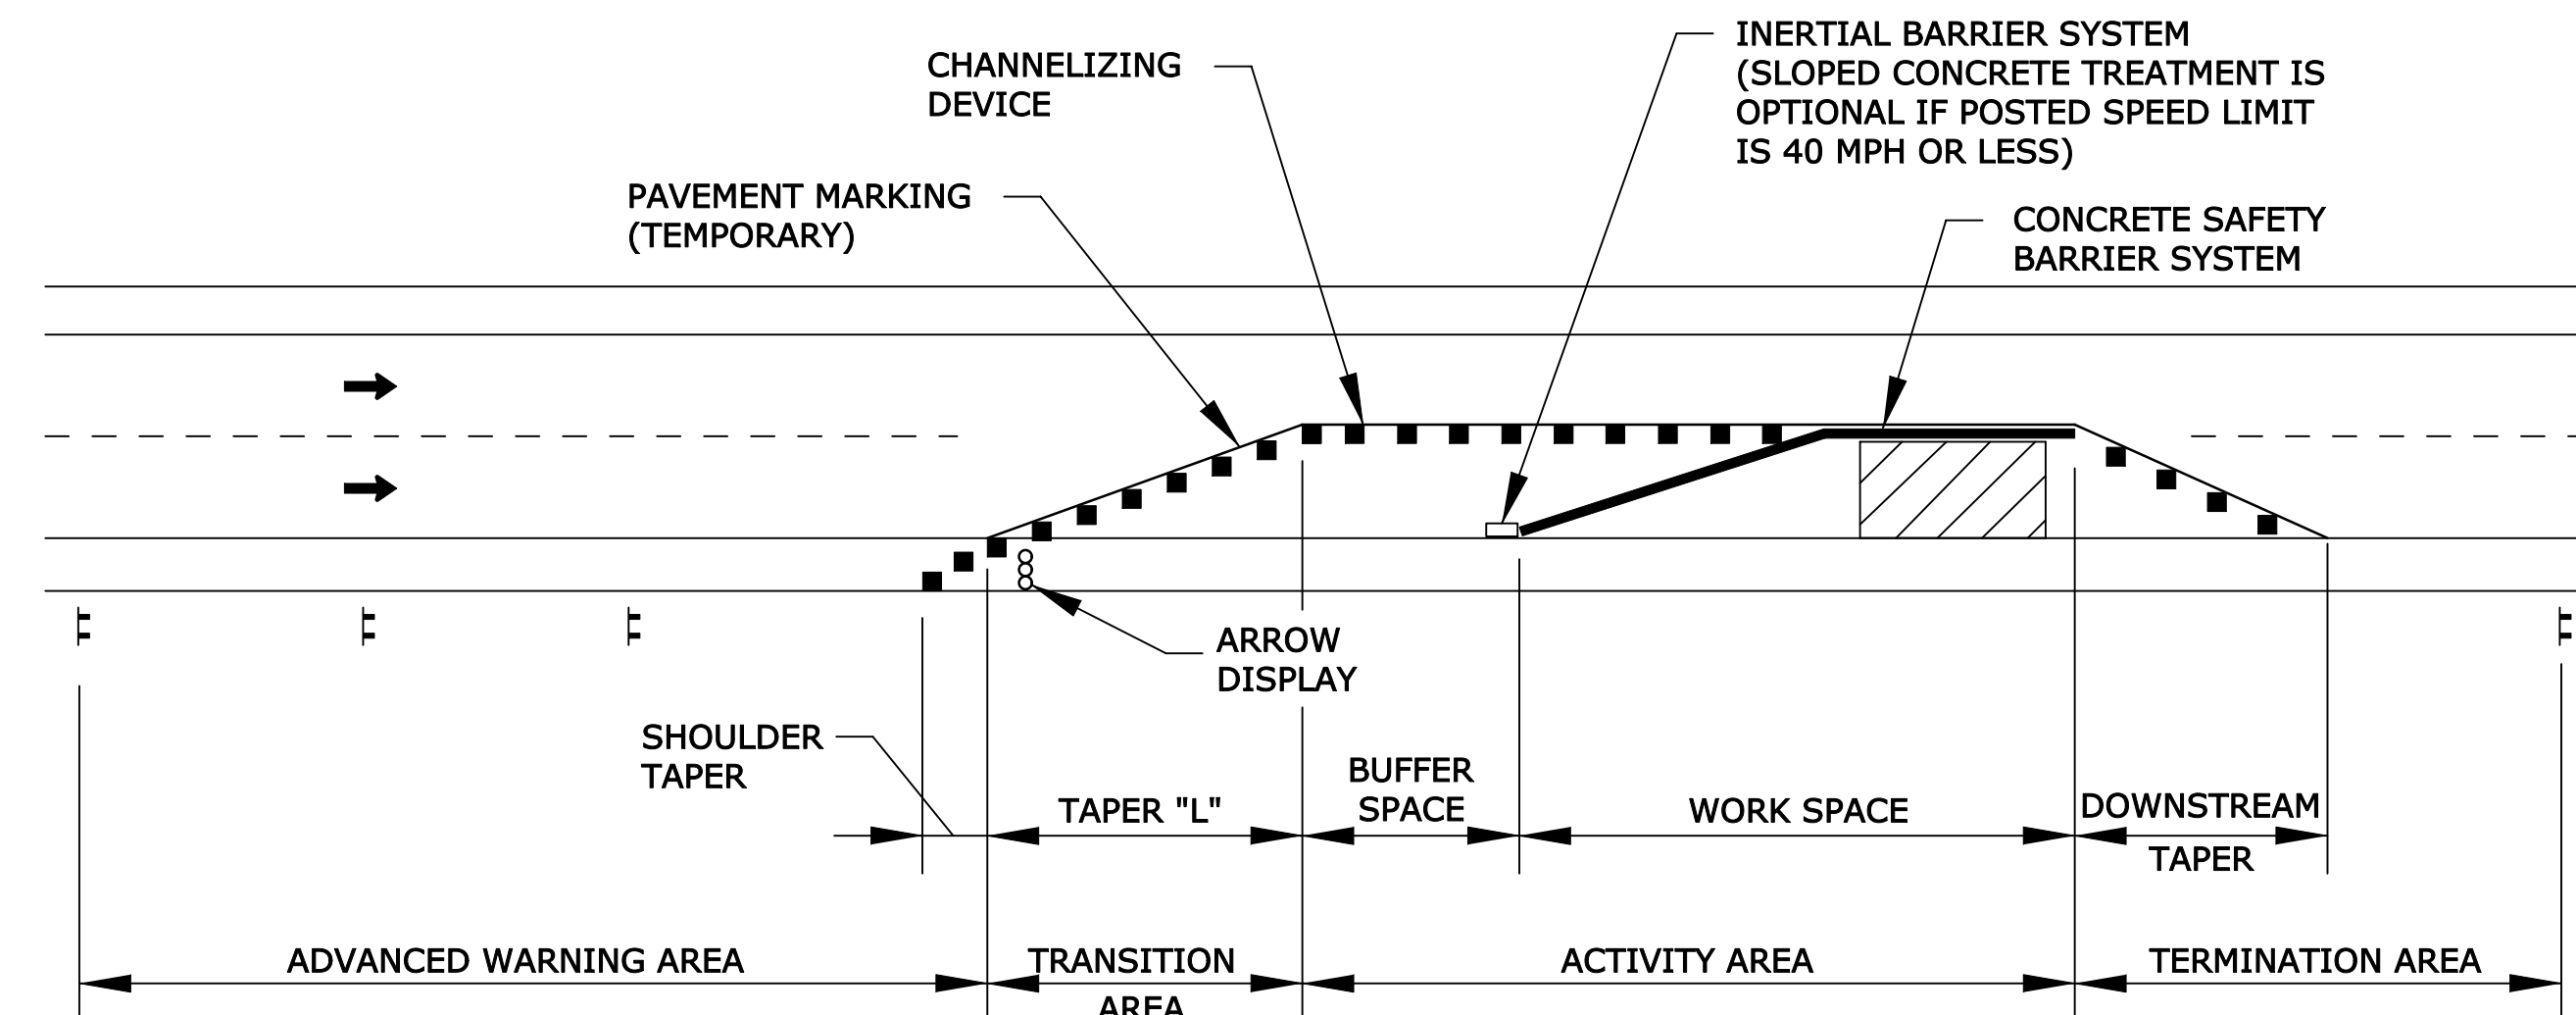 INERTIAL BARRIER SYSTEM
(SLOPED CONCRETE TREATMENT IS
OPTIONAL IF POSTED SPEED LIMIT
IS 40 MPH OR LESS)
CHANNELIZING
DEVICE
PAVEMENT MARKING
(TEMPORARY)
CONCRETE SAFETY
BARRIER SYSTEM
ARROW
DISPLAY
SHOULDER
TAPER
TAPER "L"
BUFFER
SPACE
WORK SPACE
DOWNSTREAM
TAPER
ADVANCED WARNING AREA
TRANSITION
AREA
ACTIVITY AREA
TERMINATION AREA